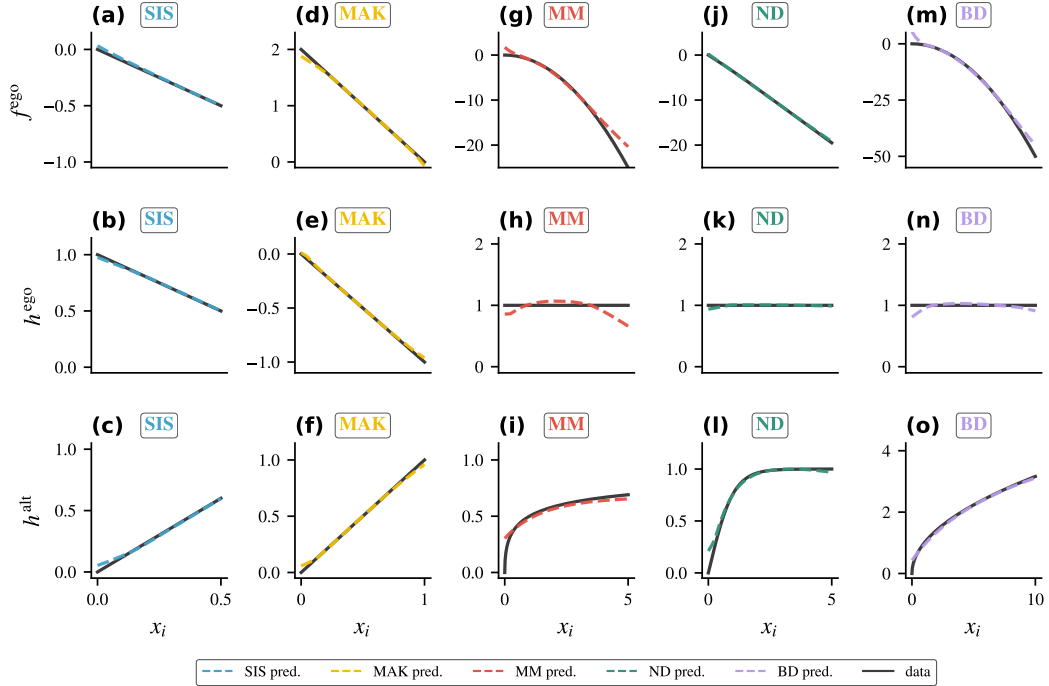 (a) SIS (d) MAK (g) MM (j) ND (m) BD
f^ego
0.0 −0.5 −1.0
2 1 0
0 −10 −20
0 −10 −20
0 −25 −50
(b) SIS (e) MAK (h) MM (k) ND (n) BD
h^ego
1.0 0.5 0.0
0.0 −0.5 −1.0
2 1 0
2 1 0
2 1 0
(c) SIS (f) MAK (i) MM (l) ND (o) BD
h^alt
1.0 0.5 0.0
1.0 0.5 0.0
1.0 0.5 0.0
1.0 0.5 0.0
4 2 0
0.0 0.5 0 1 0 5 0 5 0 10
x_i x_i x_i x_i x_i
SIS pred. MAK pred. MM pred. ND pred. BD pred. data